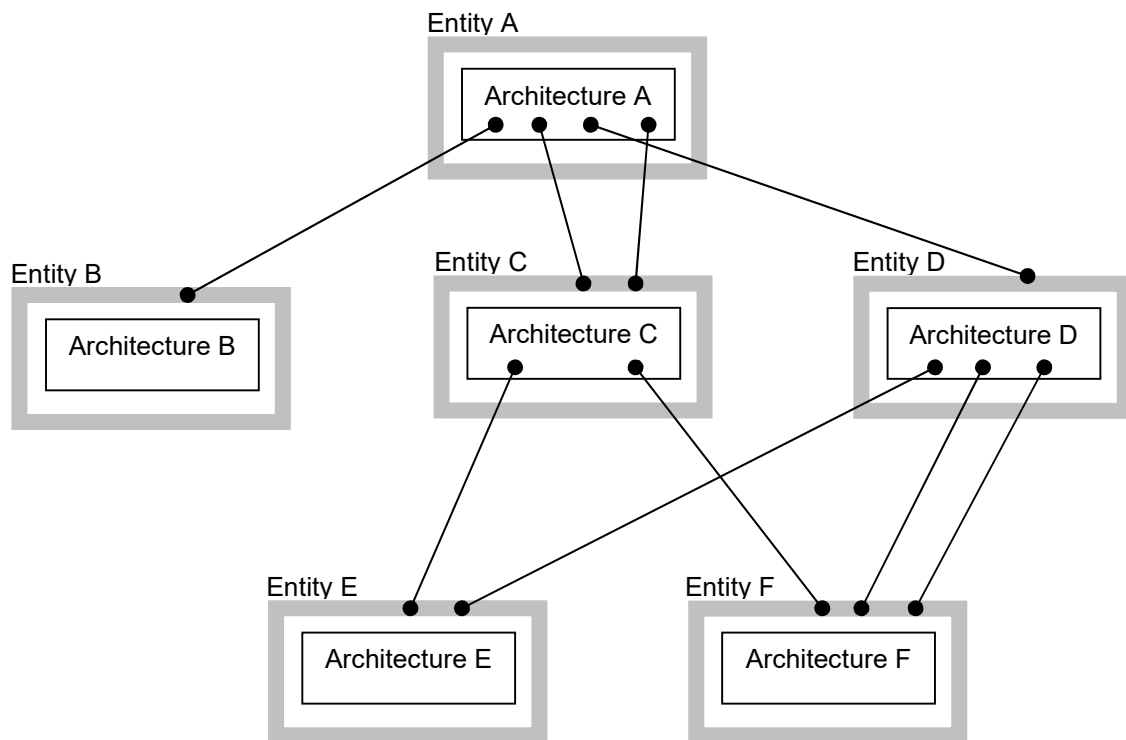 Entity A
Architecture A
Entity B
Architecture B
Entity C
Architecture C
Entity D
Architecture D
Entity E
Architecture E
Entity F
Architecture F